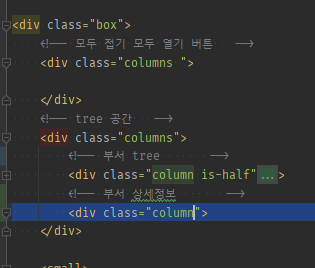 <div class="box">
<!-- 모두 접기 모두 열기 버튼 -->
<div class="columns ">
</div>
<!-- tree 공간 -->
<div class="columns">
<!-- 부서 tree -->
<div class="column is-half"...>
<!-- 부서 상세정보 -->
<div class="column">
</div>
<small>